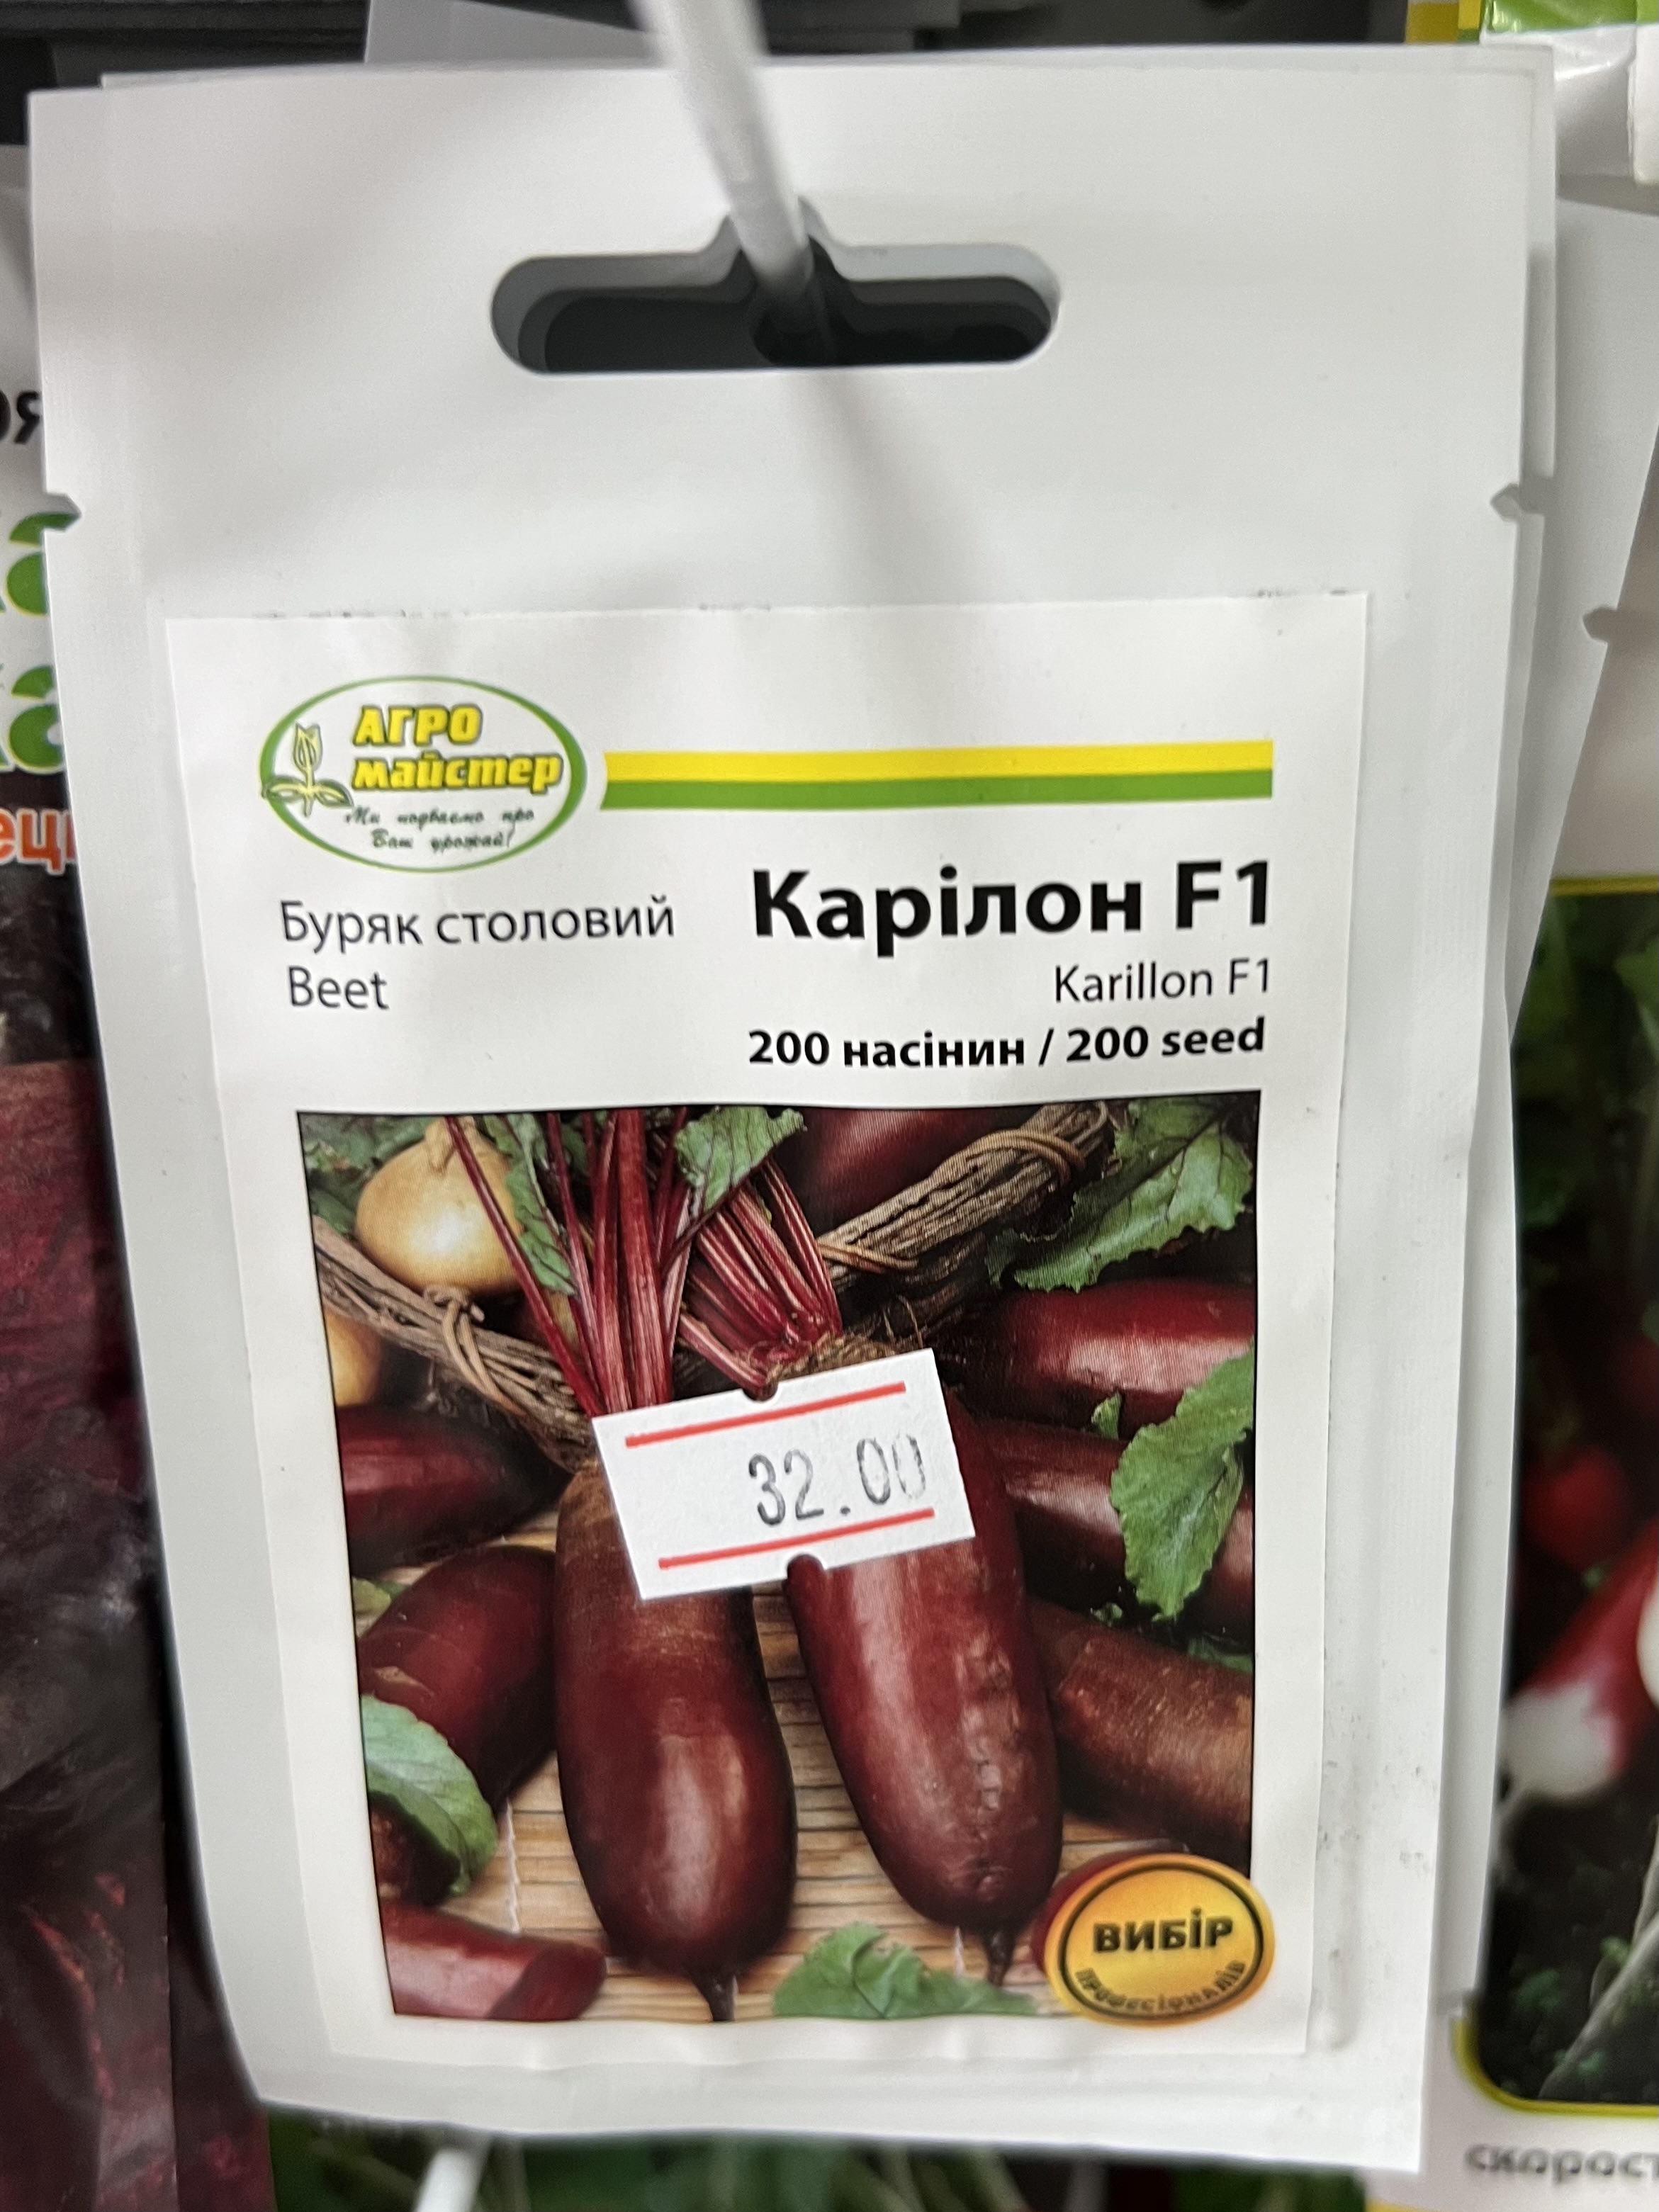 АГРО
майстер
Ми подбаємо про
Ваш урожай!
Буряк столовий
Карілон F1
Beet
Karillon F1
200 насінин / 200 seed
32.00
ВИБІР
ПРОФЕСІОНАЛІВ
скорост